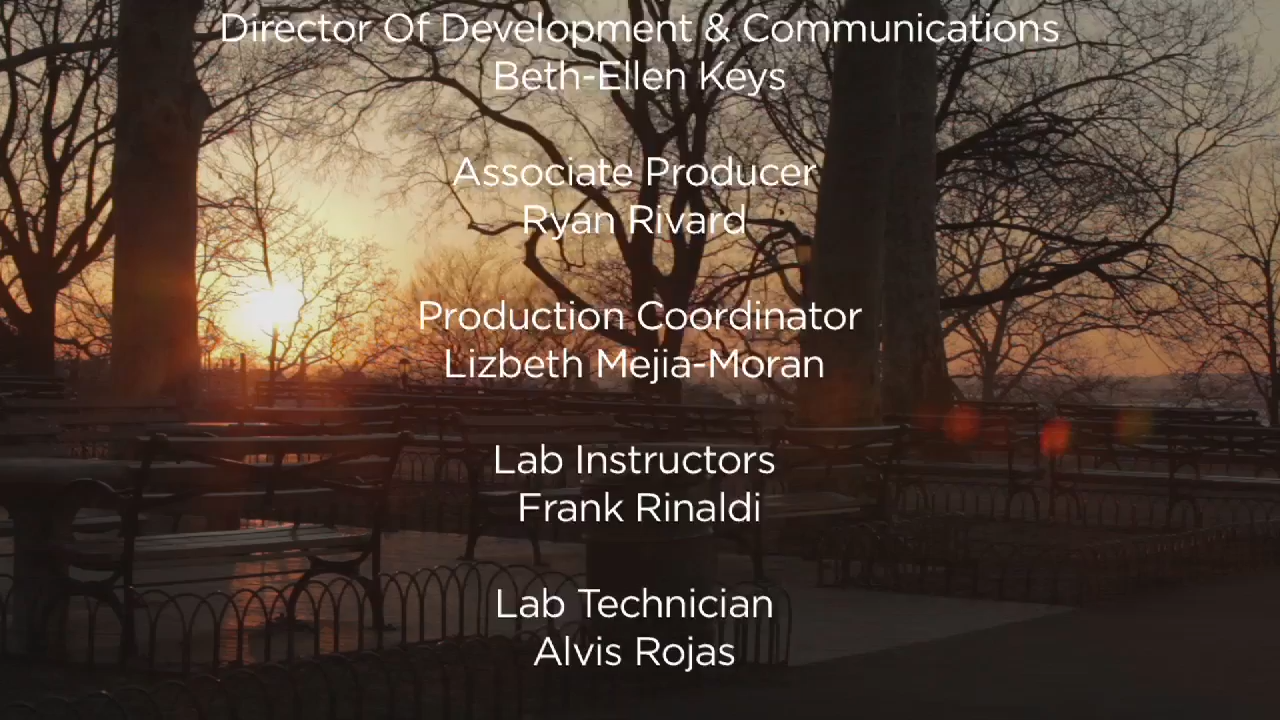 Director Of Development & Communications
Beth-Ellen Keys
Associate Producer
Ryan Rivard
Production Coordinator
Lizbeth Mejia-Moran
Lab Instructors
Frank Rinaldi
Lab Technician
Alvis Rojas